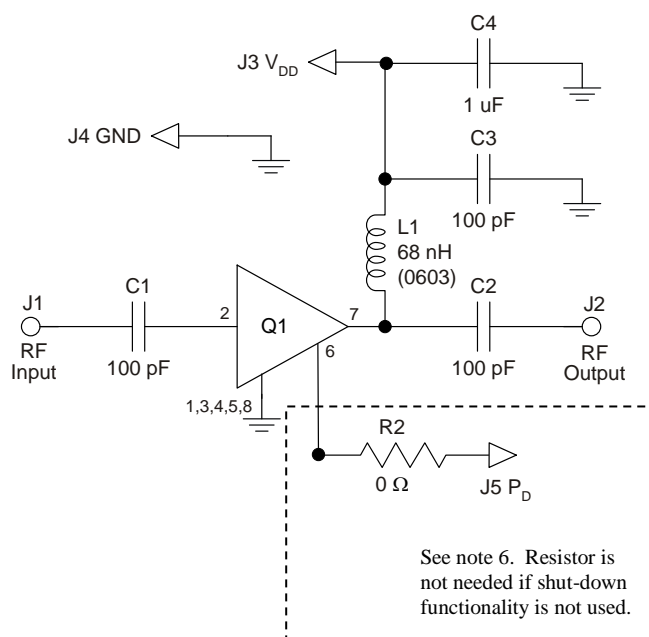 C4
J3 V_DD
1 uF
J4 GND
C3
100 pF
L1
68 nH
(0603)
J1
C1
2
Q1
7
C2
J2
RF
Input
100 pF
6
100 pF
RF
Output
1,3,4,5,8
R2
0 Ω
J5 P_D
See note 6. Resistor is
not needed if shut-down
functionality is not used.